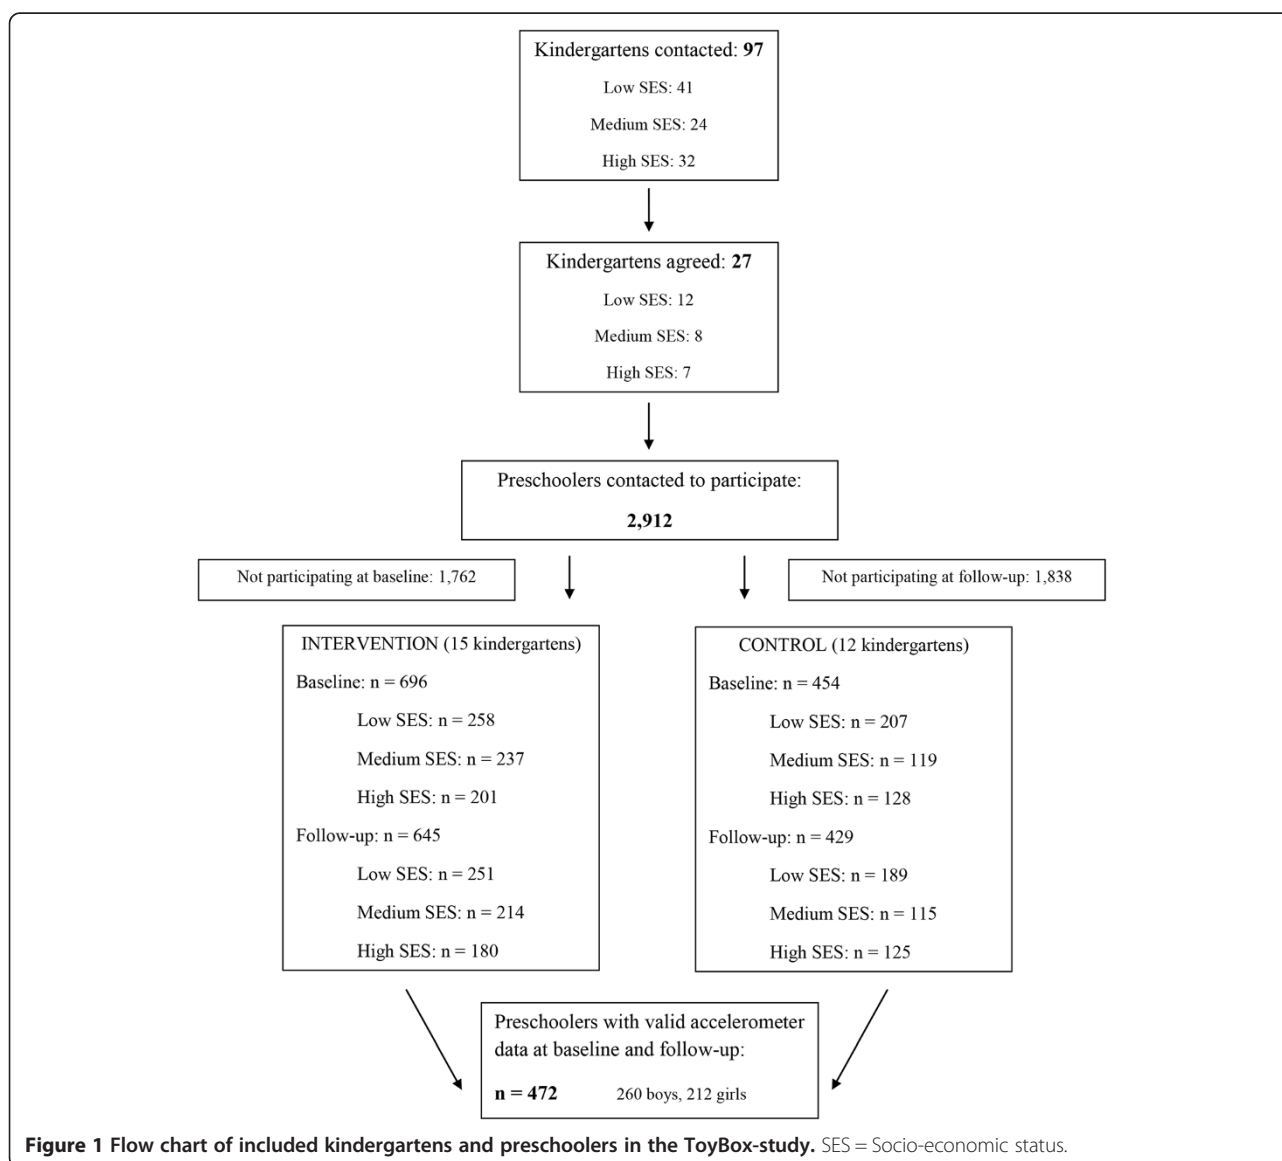 Kindergartens contacted: 97
Low SES: 41
Medium SES: 24
High SES: 32
Kindergartens agreed: 27
Low SES: 12
Medium SES: 8
High SES: 7
Preschoolers contacted to participate:
2,912
Not participating at baseline: 1,762
Not participating at follow-up: 1,838
INTERVENTION (15 kindergartens)
Baseline: n = 696
Low SES: n = 258
Medium SES: n = 237
High SES: n = 201
Follow-up: n = 645
Low SES: n = 251
Medium SES: n = 214
High SES: n = 180
CONTROL (12 kindergartens)
Baseline: n = 454
Low SES: n = 207
Medium SES: n = 119
High SES: n = 128
Follow-up: n = 429
Low SES: n = 189
Medium SES: n = 115
High SES: n = 125
Preschoolers with valid accelerometer
data at baseline and follow-up:
n = 472 260 boys, 212 girls
Figure 1 Flow chart of included kindergartens and preschoolers in the ToyBox-study. SES = Socio-economic status.